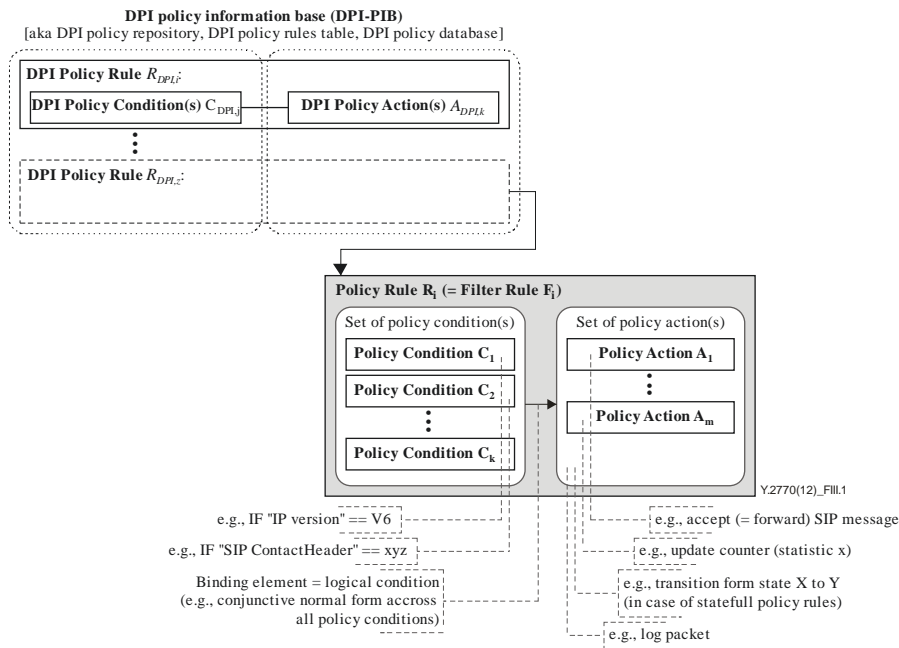 DPI policy information base (DPI-PIB)
[aka DPI policy repository, DPI policy rules table, DPI policy database]
DPI Policy Rule R_DPI,i:
DPI Policy Condition(s) C_DPI,j
DPI Policy Action(s) A_DPI,k
DPI Policy Rule R_DPI,z:
Policy Rule R_i (= Filter Rule F_i)
Set of policy condition(s)
Policy Condition C_1
Policy Condition C_2
Policy Condition C_k
Set of policy action(s)
Policy Action A_1
Policy Action A_m
Y.2770(12)_FIII.1
e.g., IF "IP version" == V6
e.g., IF "SIP ContactHeader" == xyz
Binding element = logical condition
(e.g., conjunctive normal form accross
all policy conditions)
e.g., accept (= forward) SIP message
e.g., update counter (statistic x)
e.g., transition form state X to Y
(in case of statefull policy rules)
e.g., log packet